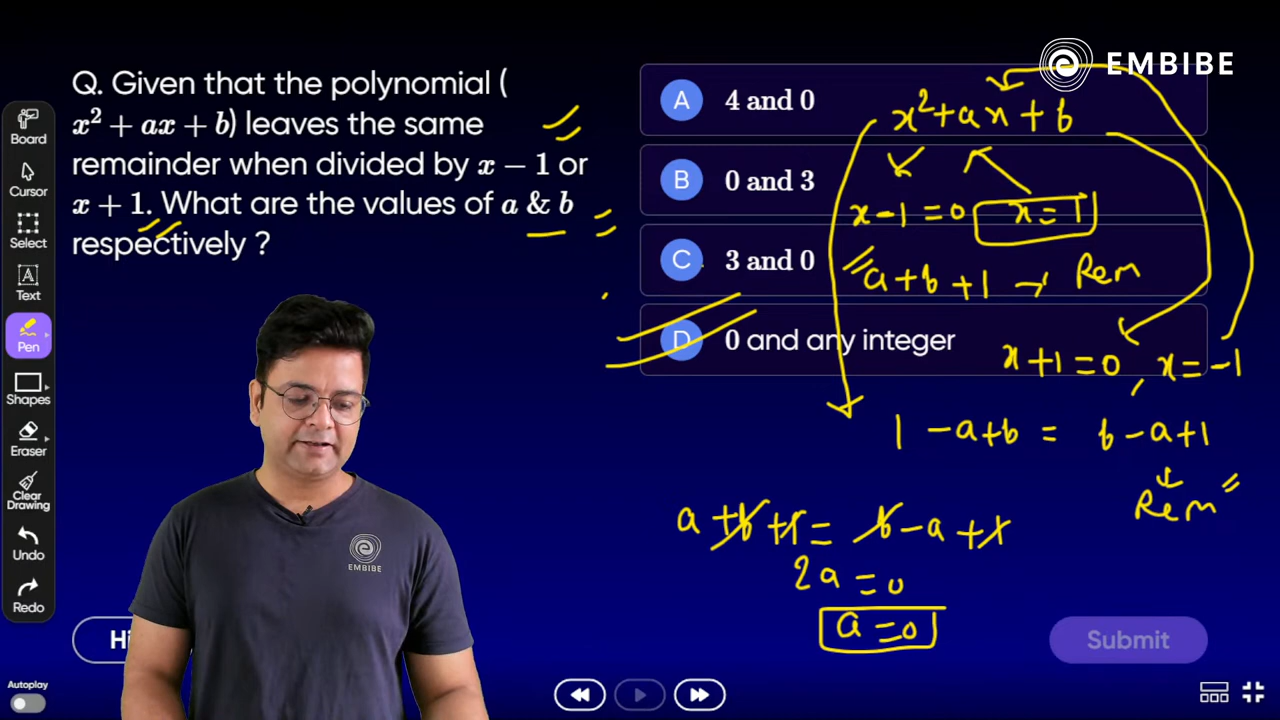 EMBIBE
Q. Given that the polynomial (
x² + ax + b) leaves the same
remainder when divided by x − 1 or
x + 1. What are the values of a & b
respectively ?
A 4 and 0
B 0 and 3
C 3 and 0
D 0 and any integer
x²+ax+b
x-1=0 x=1
a+b+1 → Rem
x+1=0, x=-1
1-a+b = b-a+1
Rem
a+b+1= b-a+1
2a=0
a=0
Board
Cursor
Select
A
Text
Pen
Shapes
Eraser
Clear
Drawing
Undo
Redo
EMBIBE
Hi
Submit
Autoplay